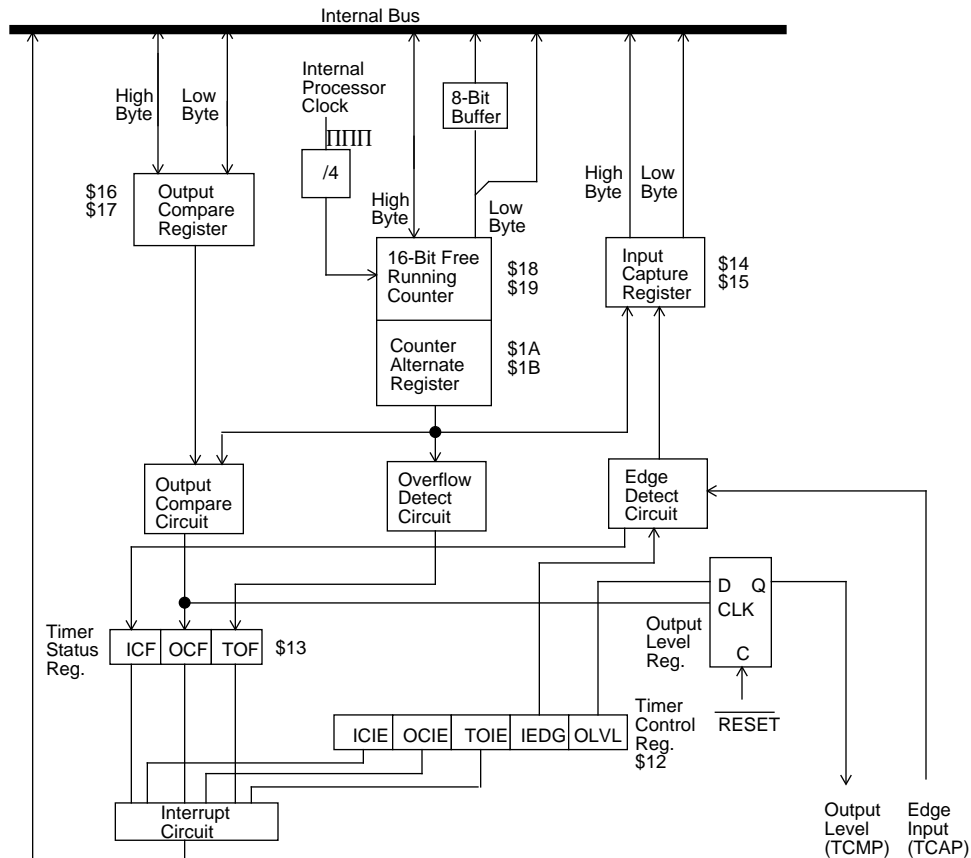 Internal Bus
High
Byte
Low
Byte
Internal
Processor
Clock
8-Bit
Buffer
/4
High
Byte
Low
Byte
High
Byte
Low
Byte
$16
$17
Output
Compare
Register
16-Bit Free
Running
Counter
$18
$19
Input
Capture
Register
$14
$15
Counter
Alternate
Register
$1A
$1B
Output
Compare
Circuit
Overflow
Detect
Circuit
Edge
Detect
Circuit
D Q
CLK
C
Output
Level
Reg.
RESET
Timer
Status
Reg.
ICF OCF TOF
$13
ICIE OCIE TOIE IEDG OLVL
Timer
Control
Reg.
$12
Interrupt
Circuit
Output
Level
(TCMP)
Edge
Input
(TCAP)